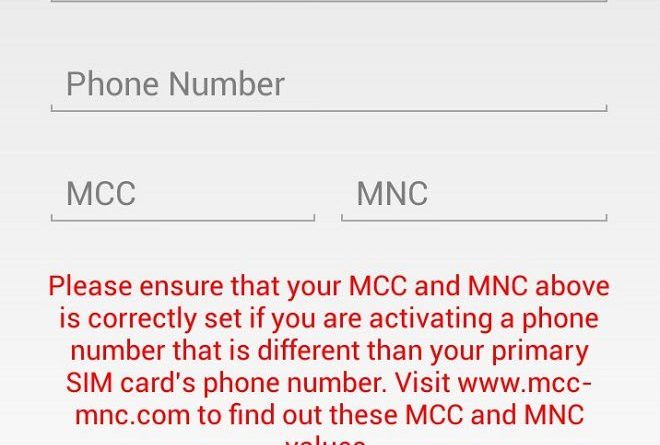 Phone Number
MCC
MNC
Please ensure that your MCC and MNC above
is correctly set if you are activating a phone
number that is different than your primary
SIM card's phone number. Visit www.mcc-
mnc.com to find out these MCC and MNC
values.